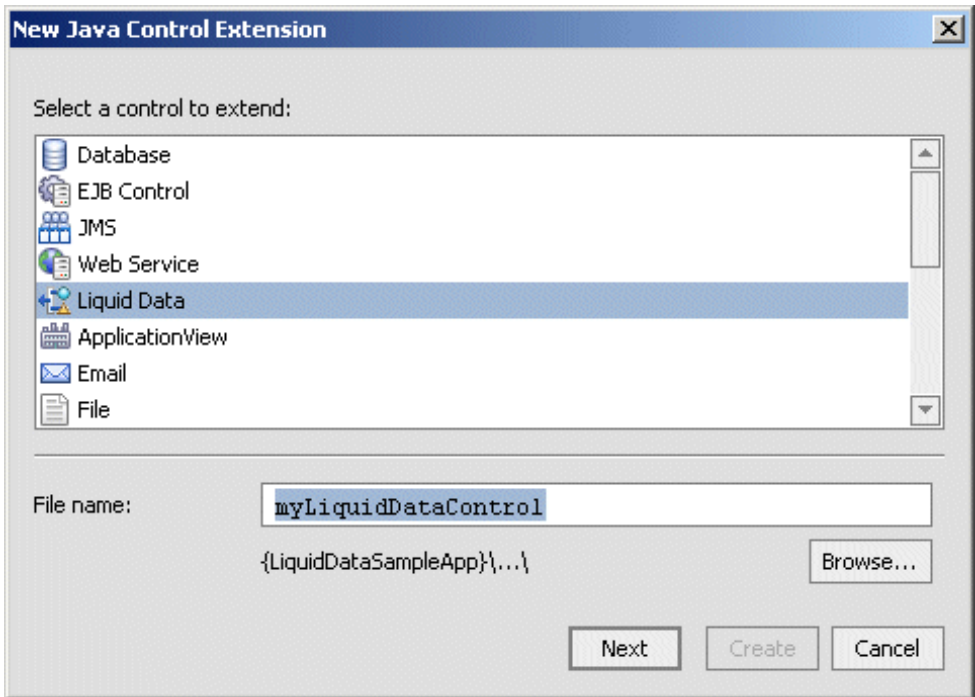 New Java Control Extension
Select a control to extend:
Database
EJB Control
JMS
Web Service
Liquid Data
ApplicationView
Email
File
File name:
myLiquidDataControl
{LiquidDataSampleApp}\...\
Browse...
Next
Create
Cancel